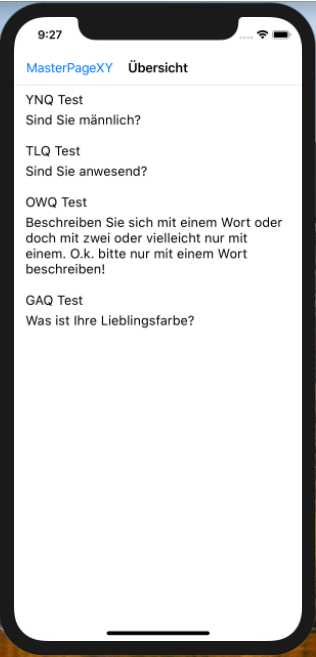 9:27
MasterPageXY Übersicht
YNQ Test
Sind Sie männlich?
TLQ Test
Sind Sie anwesend?
OWQ Test
Beschreiben Sie sich mit einem Wort oder
doch mit zwei oder vielleicht nur mit
einem. O.k. bitte nur mit einem Wort
beschreiben!
GAQ Test
Was ist Ihre Lieblingsfarbe?